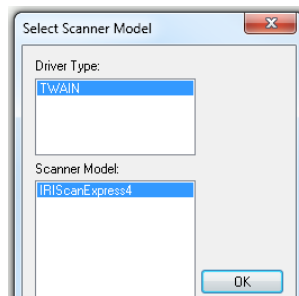 Select Scanner Model
Driver Type:
TWAIN
Scanner Model:
IRIScanExpress4
OK